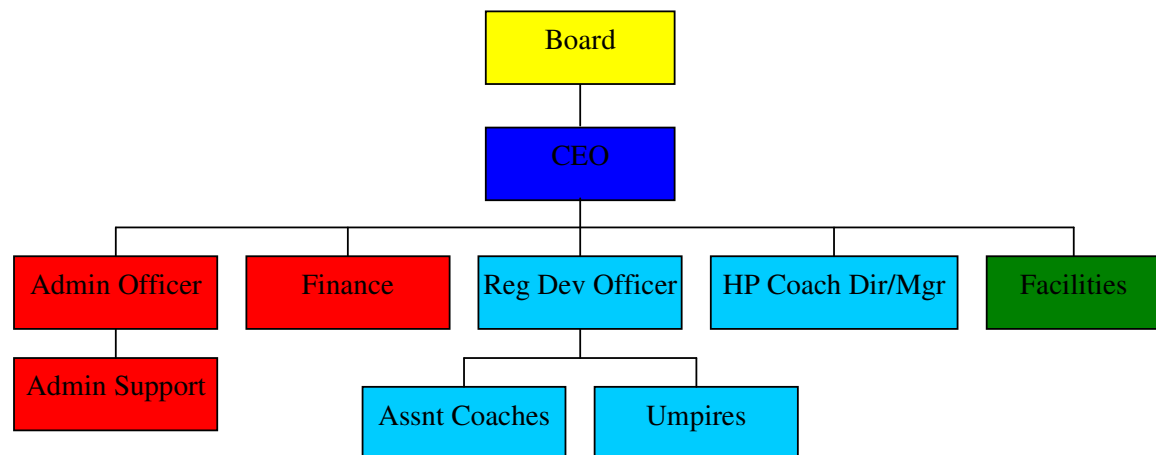 Board
CEO
Admin Officer
Finance
Reg Dev Officer
HP Coach Dir/Mgr
Facilities
Admin Support
Assnt Coaches
Umpires